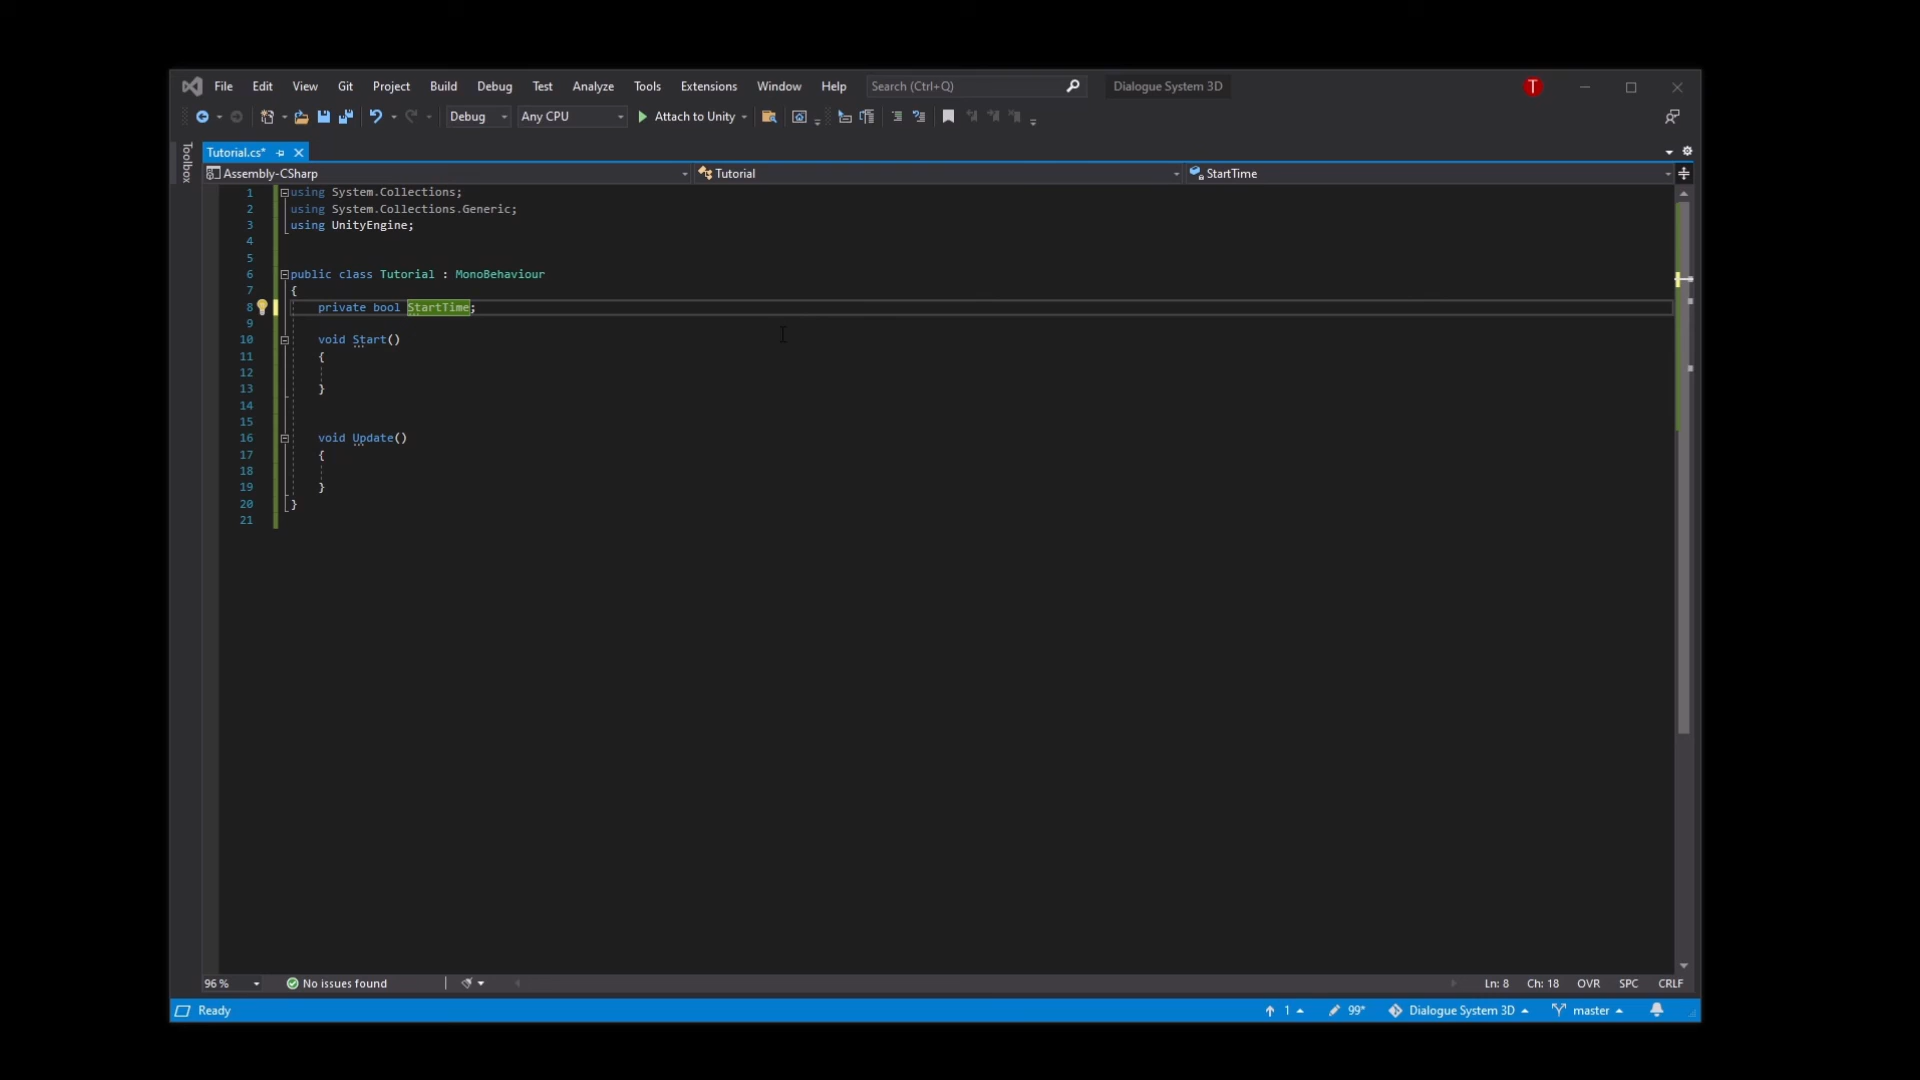 File Edit View Git Project Build Debug Test Analyze Tools Extensions Window Help Search (Ctrl+Q) Dialogue System 3D T
Debug Any CPU Attach to Unity
Toolbox
Tutorial.cs*
Assembly-CSharp Tutorial StartTime
1 using System.Collections;
2 using System.Collections.Generic;
3 using UnityEngine;
4
5
6 public class Tutorial : MonoBehaviour
7 {
8 private bool StartTime;
9
10 void Start()
11 {
12
13 }
14
15
16 void Update()
17 {
18
19 }
20 }
21
96 % No issues found Ln: 8 Ch: 18 OVR SPC CRLF
Ready 1 99* Dialogue System 3D master